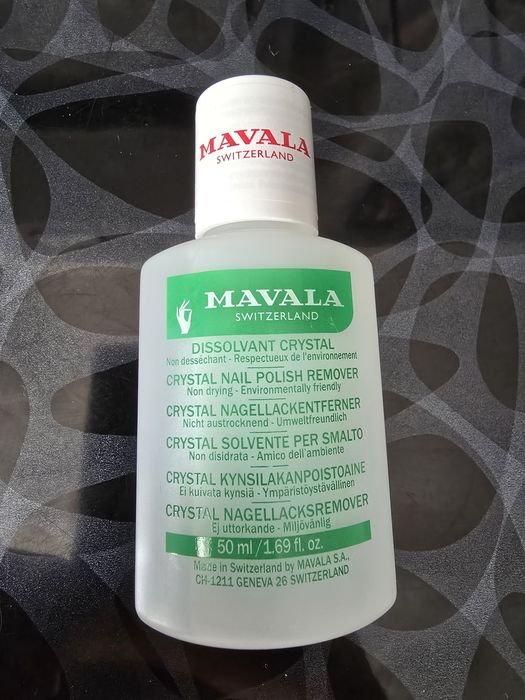 MAVALA
SWITZERLAND
MAVALA
SWITZERLAND
DISSOLVANT CRYSTAL
Non desséchant - Respectueux de l'environnement
CRYSTAL NAIL POLISH REMOVER
Non drying - Environmentally friendly
CRYSTAL NAGELLACKENTFERNER
Nicht austrocknend - Umweltfreundlich
CRYSTAL SOLVENTE PER SMALTO
Non disidrata - Amico dell'ambiente
CRYSTAL KYNSILAKANPOISTOAINE
Ei kuivata kynsiä - Ympäristöystävällinen
CRYSTAL NAGELLACKSREMOVER
Ej uttorkande - Miljövänlig
50 ml/1.69 fl. oz.
Made in Switzerland by MAVALA S.A.,
CH-1211 GENEVA 26 SWITZERLAND